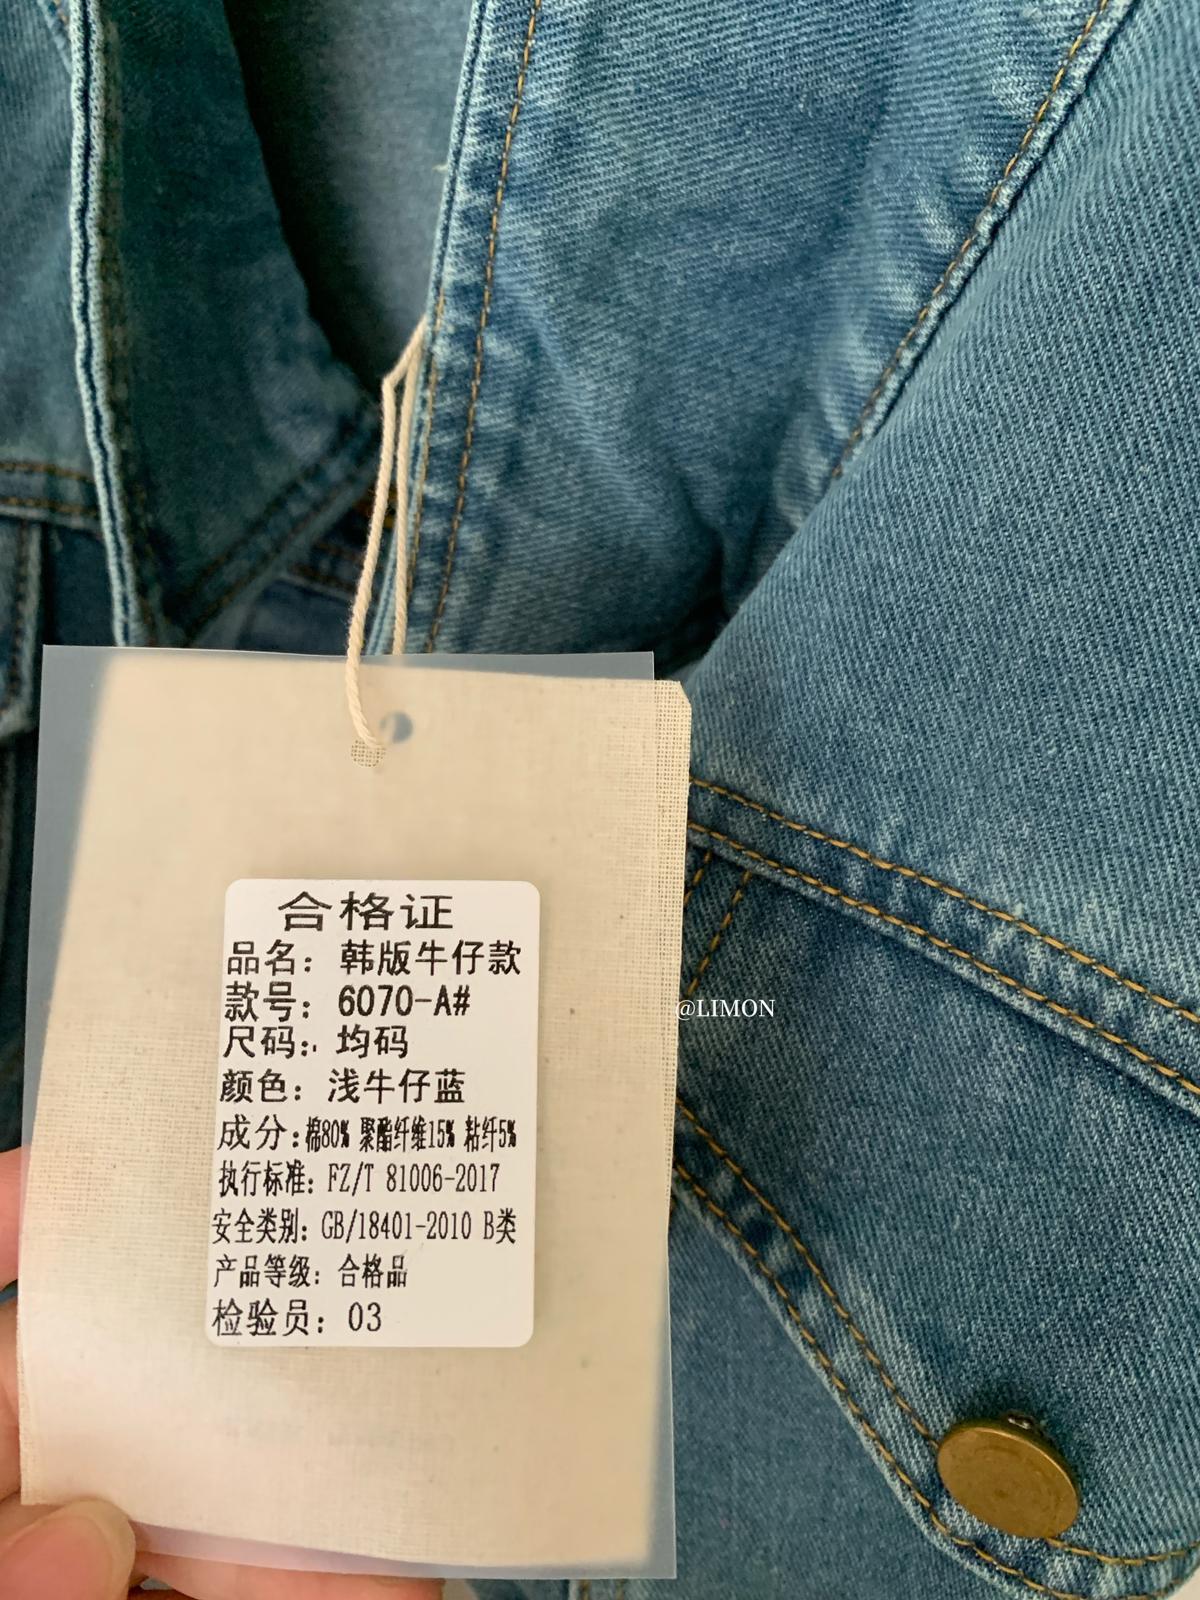 合格证
品名：韩版牛仔款
款号：6070-A#
尺码：均码
颜色：浅牛仔蓝
成分:棉80% 聚酯纤维15% 粘纤5%
执行标准：FZ/T 81006-2017
安全类别：GB/18401-2010 B类
产品等级：合格品
检验员：03
@LIMON